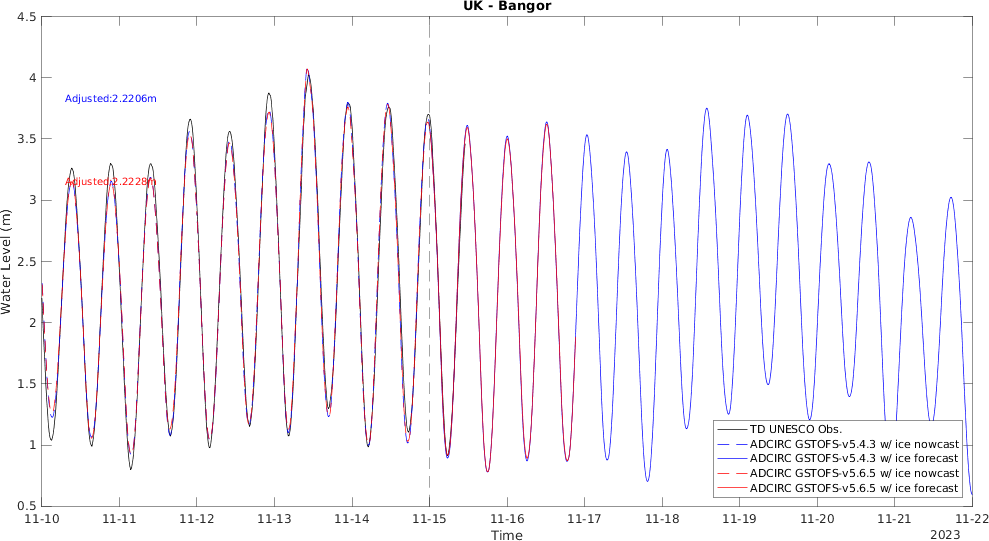 UK - Bangor
4.5
4
3.5
3
2.5
2
1.5
1
0.5
Water Level (m)
Adjusted:2.2206m
Adjusted:2.2228m
TD UNESCO Obs.
ADCIRC GSTOFS-v5.4.3 w/ ice nowcast
ADCIRC GSTOFS-v5.4.3 w/ ice forecast
ADCIRC GSTOFS-v5.6.5 w/ ice nowcast
ADCIRC GSTOFS-v5.6.5 w/ ice forecast
11-10 11-11 11-12 11-13 11-14 11-15 11-16 11-17 11-18 11-19 11-20 11-21 11-22
Time
2023